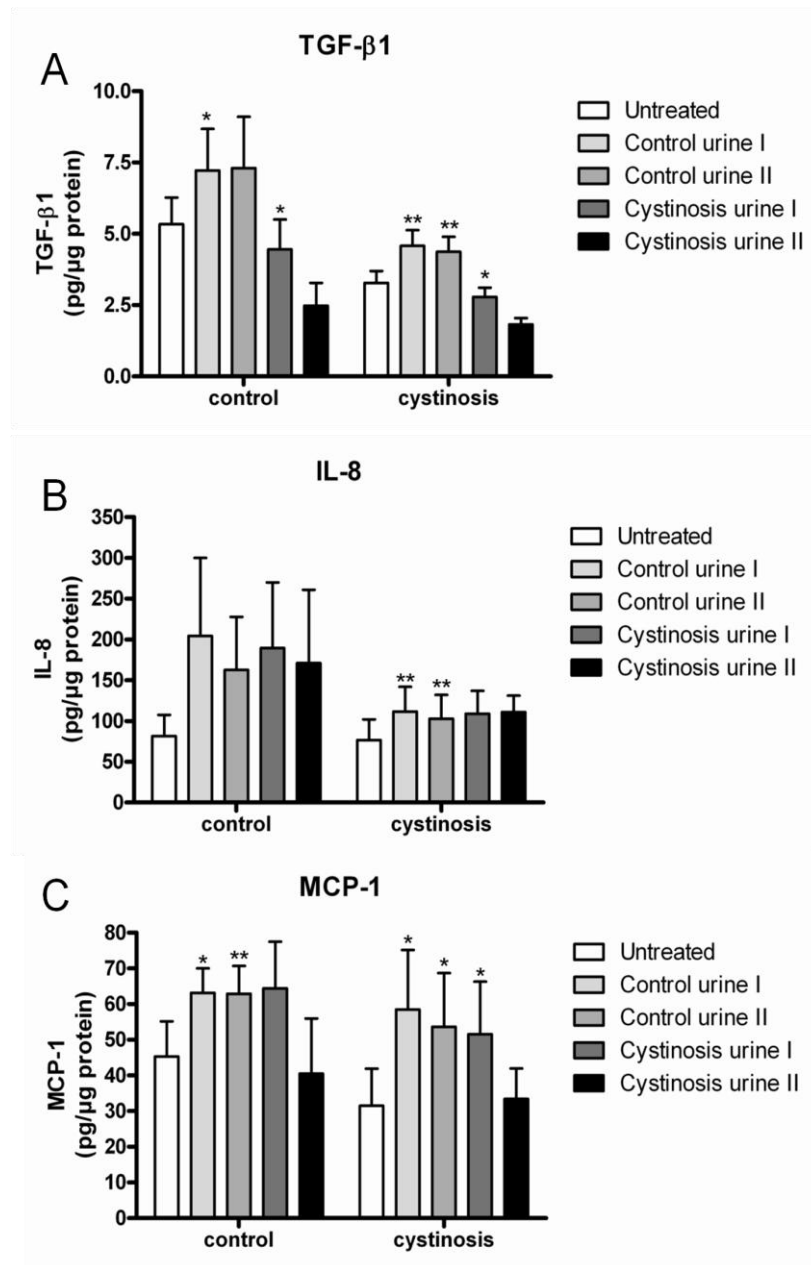 A
TGF-β1
TGF-β1
(pg/µg protein)
10.0
7.5
5.0
2.5
0.0
*
*
**
**
*
control
cystinosis
Untreated
Control urine I
Control urine II
Cystinosis urine I
Cystinosis urine II
B
IL-8
IL-8
(pg/µg protein)
350
300
250
200
150
100
50
0
**
**
control
cystinosis
Untreated
Control urine I
Control urine II
Cystinosis urine I
Cystinosis urine II
C
MCP-1
MCP-1
(pg/µg protein)
80
70
60
50
40
30
20
10
0
*
**
*
*
*
control
cystinosis
Untreated
Control urine I
Control urine II
Cystinosis urine I
Cystinosis urine II